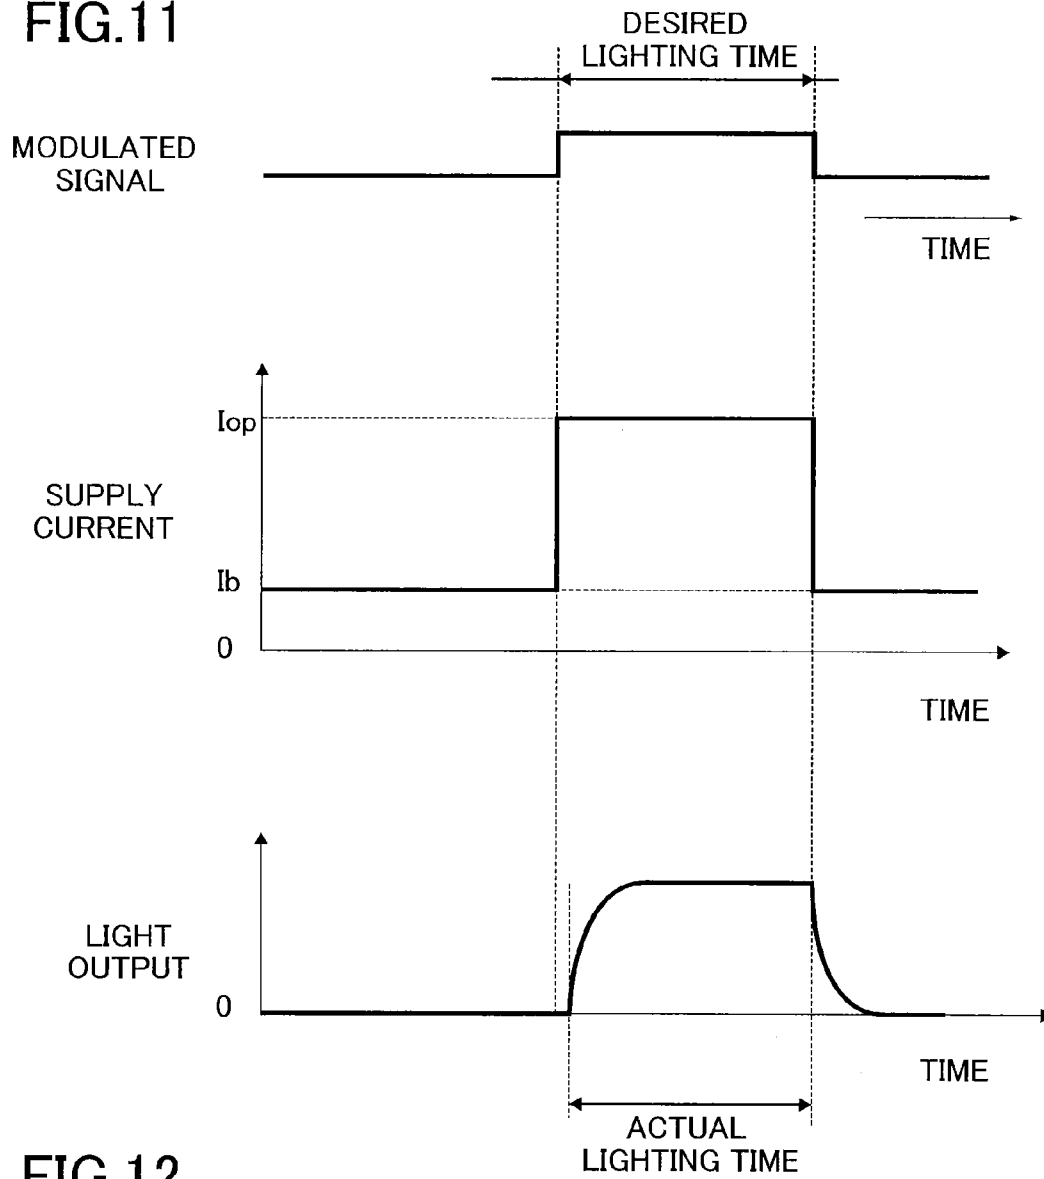 FIG.11
DESIRED
LIGHTING TIME
MODULATED
SIGNAL
TIME
Iop
SUPPLY
CURRENT
Ib
0
TIME
LIGHT
OUTPUT
0
TIME
ACTUAL
LIGHTING TIME
FIG.12